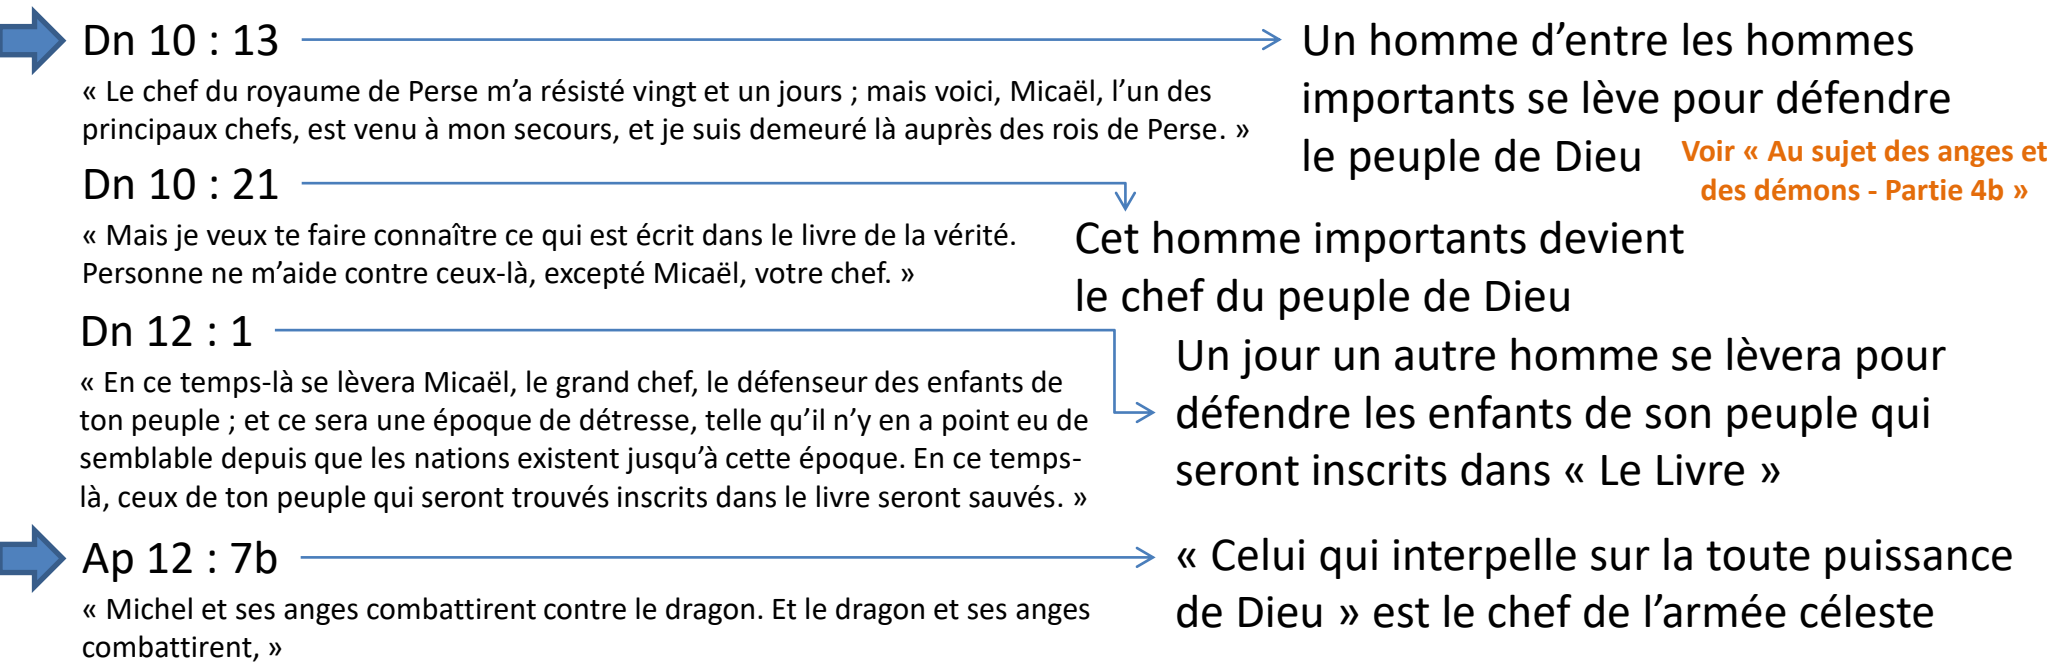 Dn 10 : 13
« Le chef du royaume de Perse m'a résisté vingt et un jours ; mais voici, Micaël, l'un des
principaux chefs, est venu à mon secours, et je suis demeuré là auprès des rois de Perse. »
Un homme d'entre les hommes
importants se lève pour défendre
le peuple de Dieu
Voir « Au sujet des anges et
des démons - Partie 4b »
Dn 10 : 21
« Mais je veux te faire connaître ce qui est écrit dans le livre de la vérité.
Personne ne m'aide contre ceux-là, excepté Micaël, votre chef. »
Cet homme importants devient
le chef du peuple de Dieu
Dn 12 : 1
« En ce temps-là se lèvera Micaël, le grand chef, le défenseur des enfants de
ton peuple ; et ce sera une époque de détresse, telle qu'il n'y en a point eu de
semblable depuis que les nations existent jusqu'à cette époque. En ce temps-
là, ceux de ton peuple qui seront trouvés inscrits dans le livre seront sauvés. »
Un jour un autre homme se lèvera pour
défendre les enfants de son peuple qui
seront inscrits dans « Le Livre »
Ap 12 : 7b
« Michel et ses anges combattirent contre le dragon. Et le dragon et ses anges
combattirent, »
« Celui qui interpelle sur la toute puissance
de Dieu » est le chef de l'armée céleste